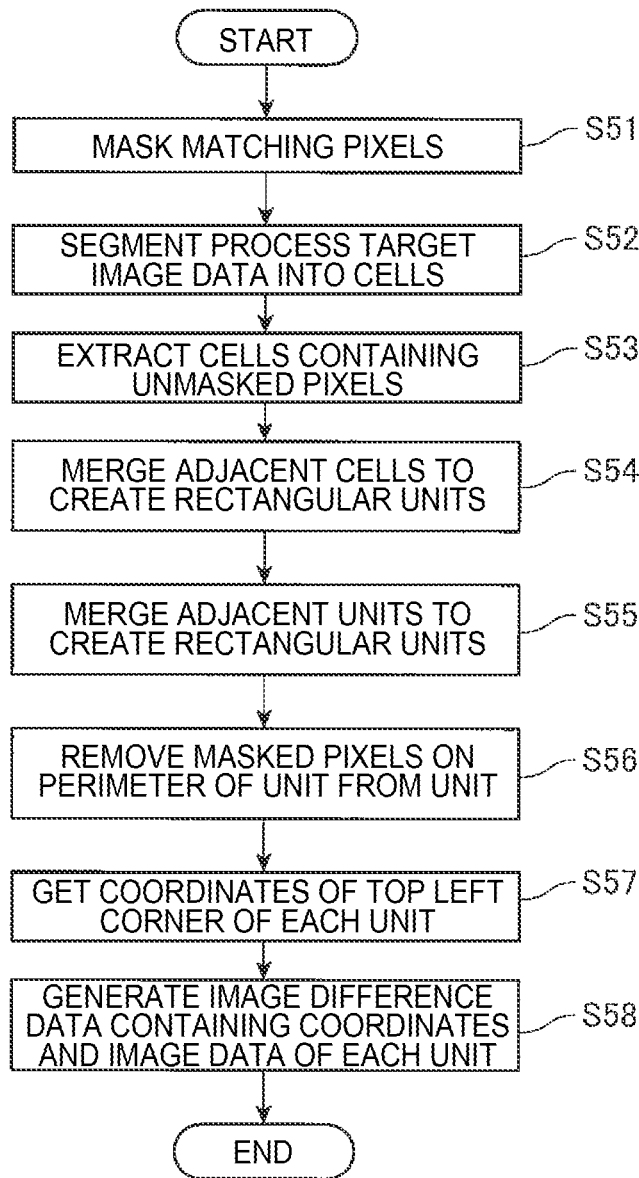 START
MASK MATCHING PIXELS
S51
SEGMENT PROCESS TARGET
IMAGE DATA INTO CELLS
S52
EXTRACT CELLS CONTAINING
UNMASKED PIXELS
S53
MERGE ADJACENT CELLS TO
CREATE RECTANGULAR UNITS
S54
MERGE ADJACENT UNITS TO
CREATE RECTANGULAR UNITS
S55
REMOVE MASKED PIXELS ON
PERIMETER OF UNIT FROM UNIT
S56
GET COORDINATES OF TOP LEFT
CORNER OF EACH UNIT
S57
GENERATE IMAGE DIFFERENCE
DATA CONTAINING COORDINATES
AND IMAGE DATA OF EACH UNIT
S58
END